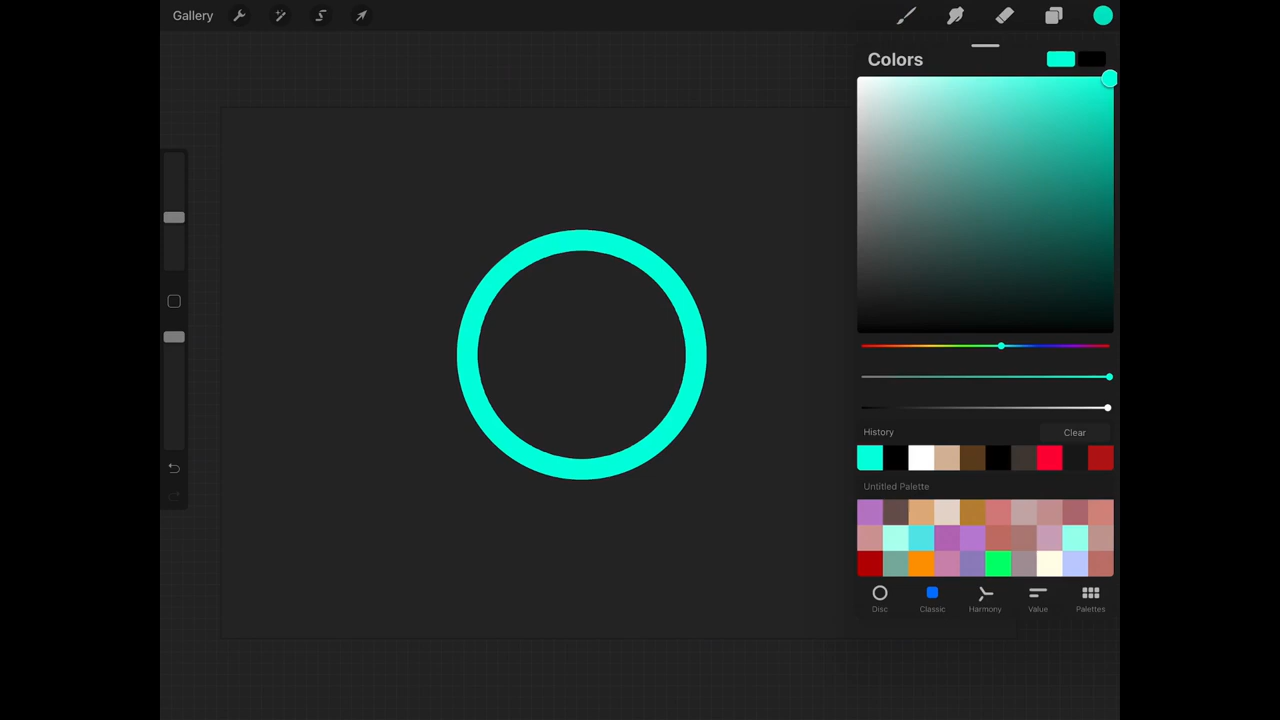 Gallery
Colors
History
Clear
Untitled Palette
Disc
Classic
Harmony
Value
Palettes